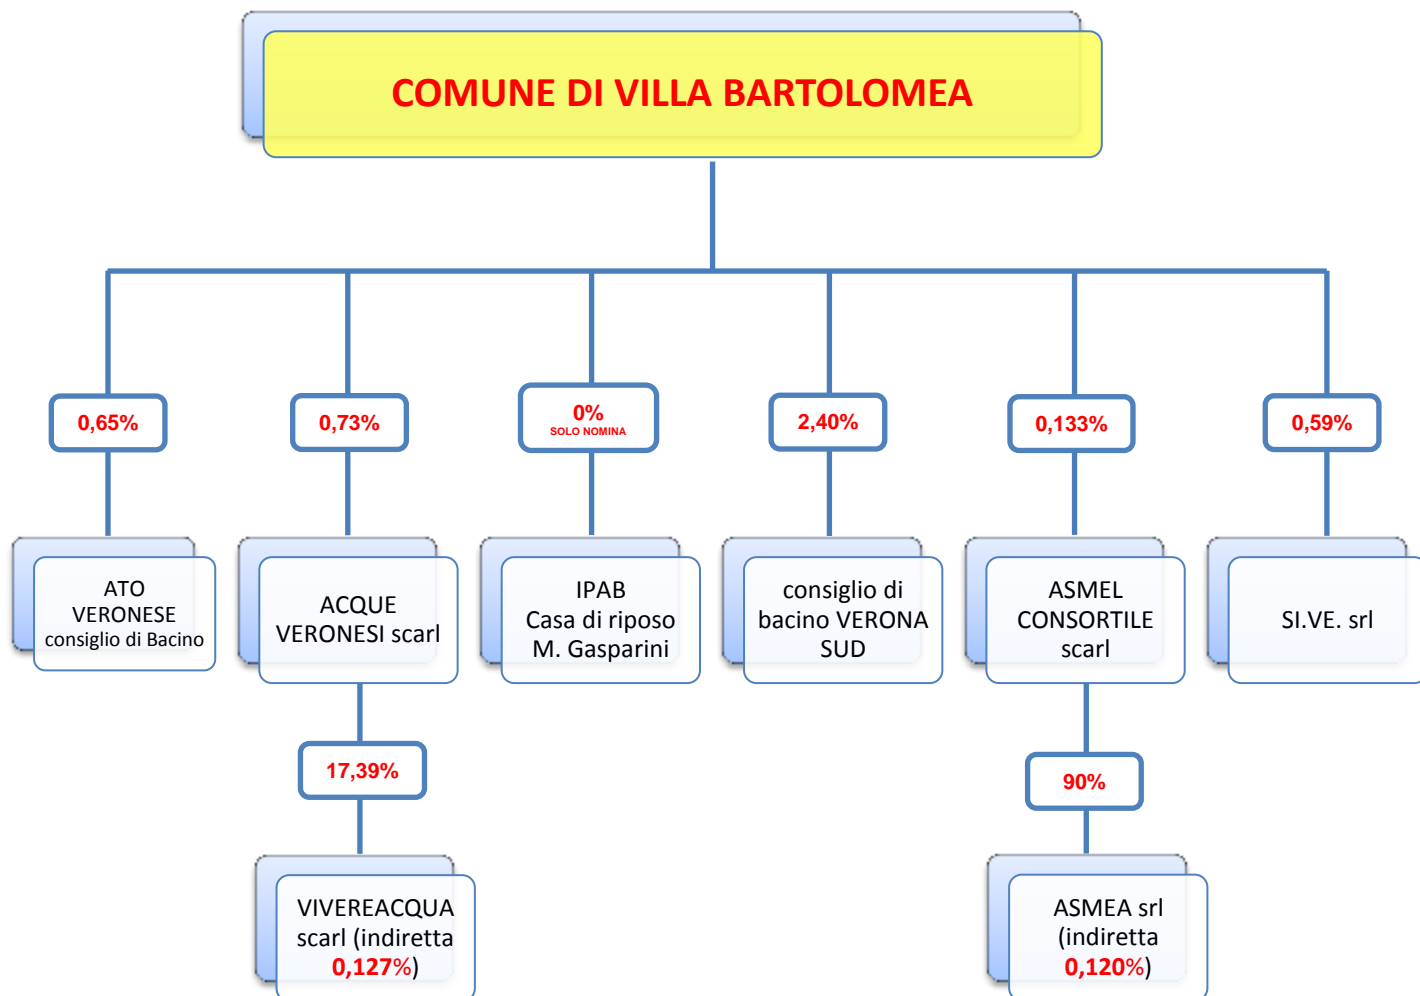 COMUNE DI VILLA BARTOLOMEA
0,65%
0,73%
0%
SOLO NOMINA
2,40%
0,133%
0,59%
ATO
VERONESE
consiglio di Bacino
ACQUE
VERONESI scarl
IPAB
Casa di riposo
M. Gasparini
consiglio di
bacino VERONA
SUD
ASMEL
CONSORTILE
scarl
SI.VE. srl
17,39%
90%
VIVEREACQUA
scarl (indiretta
0,127%)
ASMEA srl
(indiretta
0,120%)